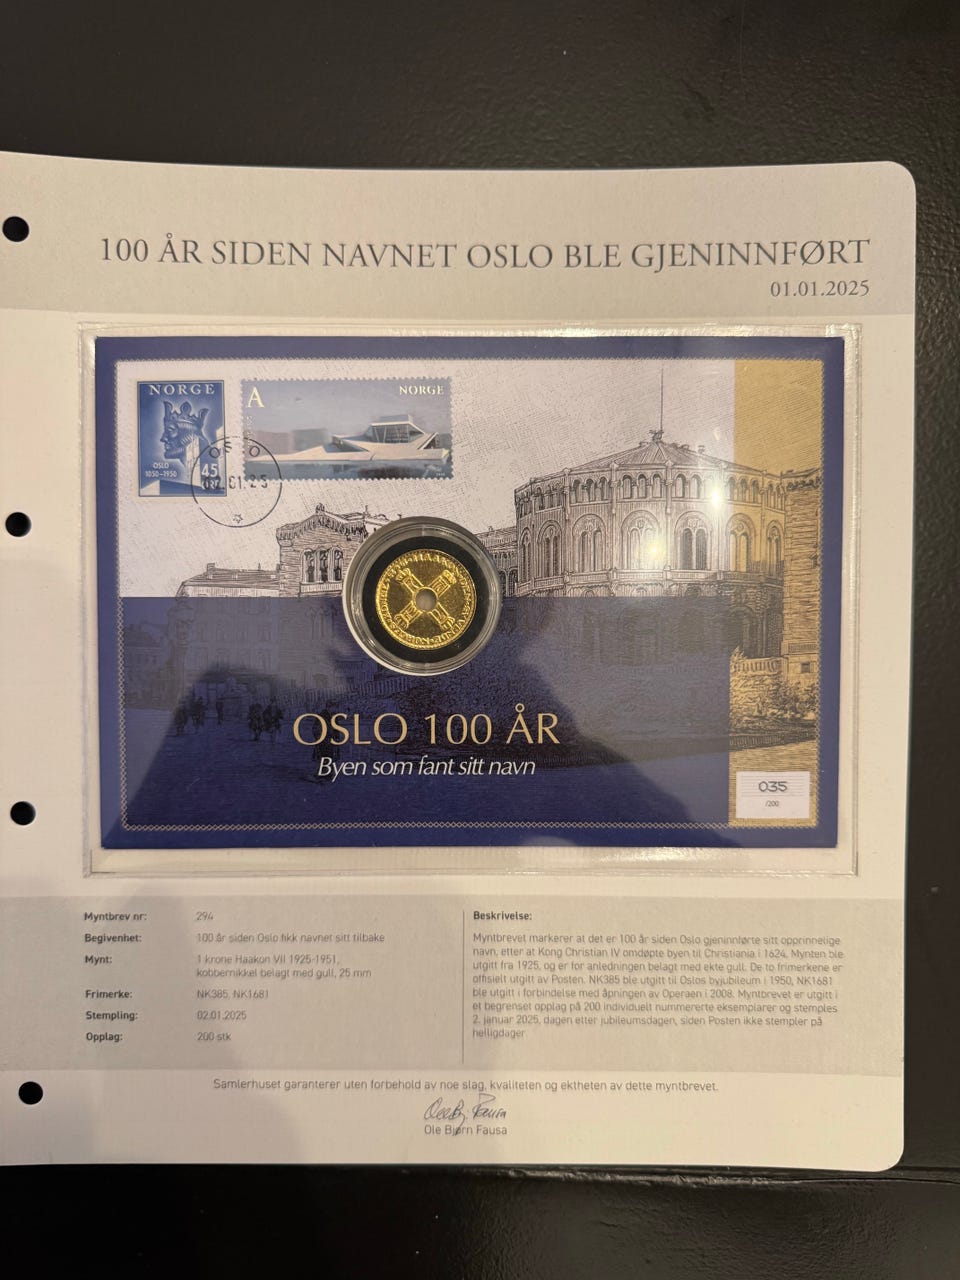 100 ÅR SIDEN NAVNET OSLO BLE GJENINNFØRT
01.01.2025
NORGE
OSLO
1050-1950
45
A
NORGE
OSLO
OSLO 100 ÅR
Byen som fant sitt navn
035
/200
Myntbrev nr: 294
Begivenhet: 100 år siden Oslo fikk navnet sitt tilbake
Mynt: 1 krone Haakon VII 1925-1951,
kobbernikkel belagt med gull, 25 mm
Frimerke: NK385, NK1681
Stempling: 02.01.2025
Opplag: 200 stk
Beskrivelse:
Myntbrevet markerer at det er 100 år siden Oslo gjeninnførte sitt opprinnelige
navn, etter at Kong Christian IV omdøpte byen til Christiania i 1624. Mynten ble
utgitt fra 1925, og er for anledningen belagt med ekte gull. De to frimerkene er
offisielt utgitt av Posten. NK385 ble utgitt til Oslos byjubileum i 1950, NK1681
ble utgitt i forbindelse med åpningen av Operaen i 2008. Myntbrevet er utgitt i
et begrenset opplag på 200 individuelt nummererte eksemplarer og stemples
2. januar 2025, dagen etter jubileumsdagen, siden Posten ikke stempler på
helligdager.
Samlerhuset garanterer uten forbehold av noe slag, kvaliteten og ektheten av dette myntbrevet.
Ole Bjørn Fausa